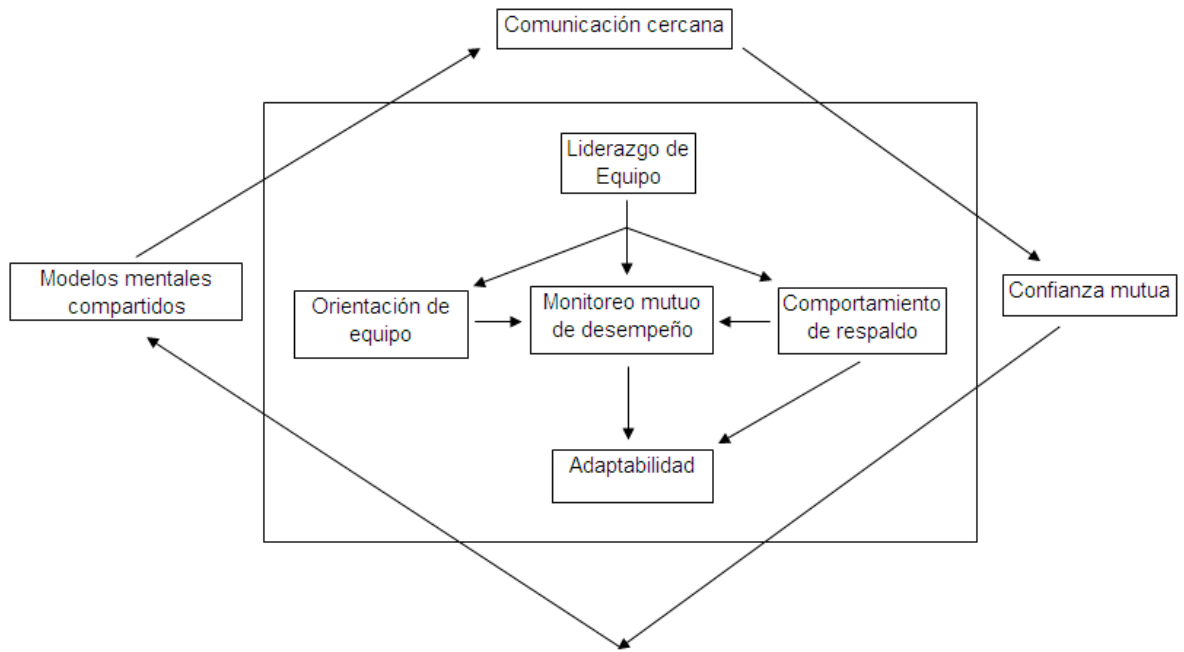 Comunicación cercana
Liderazgo de
Equipo
Modelos mentales
compartidos
Orientación de
equipo
Monitoreo mutuo
de desempeño
Comportamiento
de respaldo
Confianza mutua
Adaptabilidad